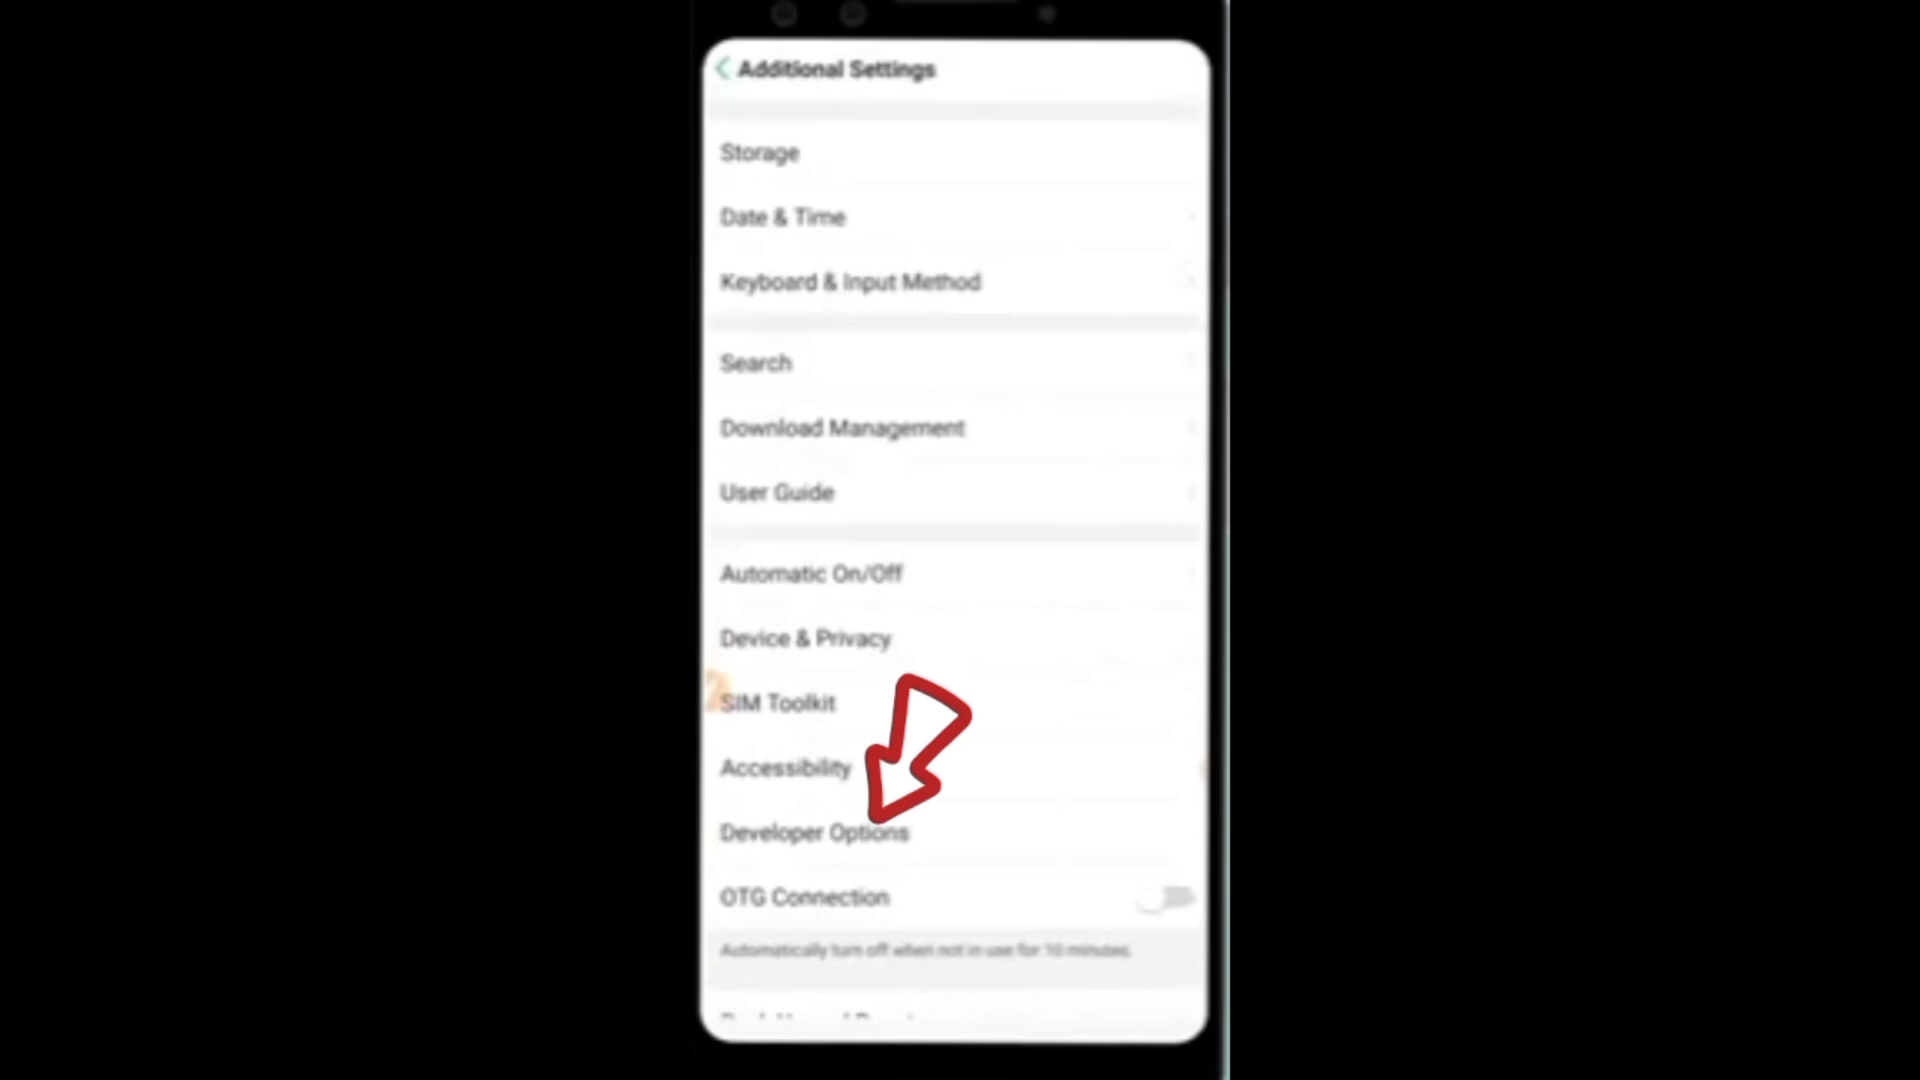 Additional Settings
Storage
Date & Time
Keyboard & Input Method
Search
Download Management
User Guide
Automatic On/Off
Device & Privacy
SIM Toolkit
Accessibility
Developer Options
OTG Connection
Automatically turn off when not in use for 10 minutes.